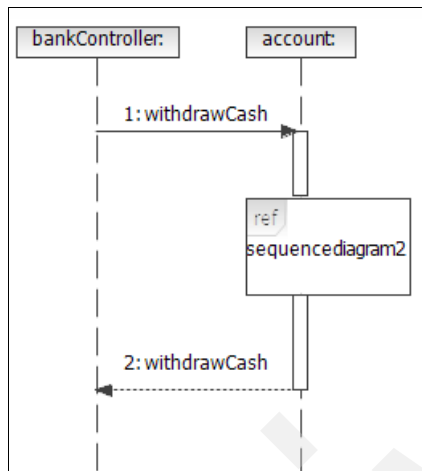 bankController:
account:
1: withdrawCash
ref
sequencediagram2
2: withdrawCash